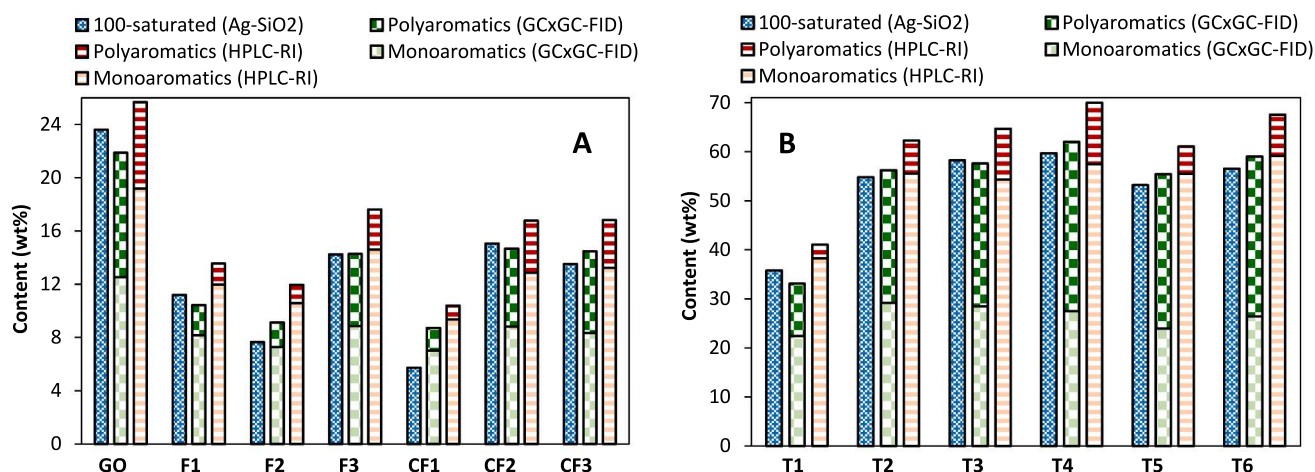 100-saturated (Ag-SiO2) Polyaromatics (GCxGC-FID)
Polyaromatics (HPLC-RI) Monoaromatics (GCxGC-FID)
Monoaromatics (HPLC-RI)
A
Content (wt%)
24
20
16
12
8
4
0
GO F1 F2 F3 CF1 CF2 CF3
100-saturated (Ag-SiO2) Polyaromatics (GCxGC-FID)
Polyaromatics (HPLC-RI) Monoaromatics (GCxGC-FID)
Monoaromatics (HPLC-RI)
B
Content (wt%)
70
60
50
40
30
20
10
0
T1 T2 T3 T4 T5 T6